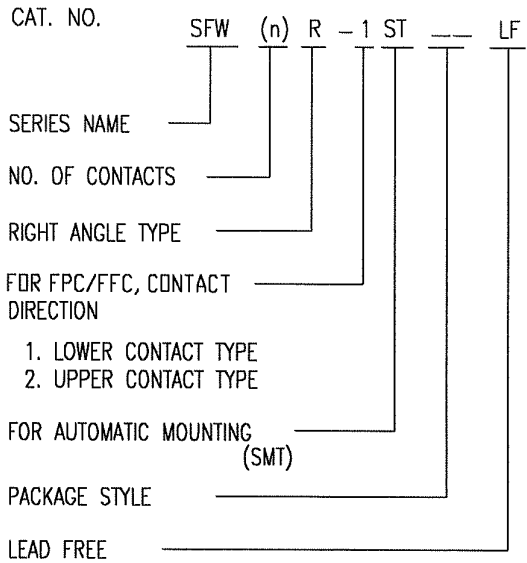 CAT. NO.
SFW (n) R - 1 ST __ LF
SERIES NAME
NO. OF CONTACTS
RIGHT ANGLE TYPE
FOR FPC/FFC, CONTACT
DIRECTION
1. LOWER CONTACT TYPE
2. UPPER CONTACT TYPE
FOR AUTOMATIC MOUNTING
(SMT)
PACKAGE STYLE
LEAD FREE